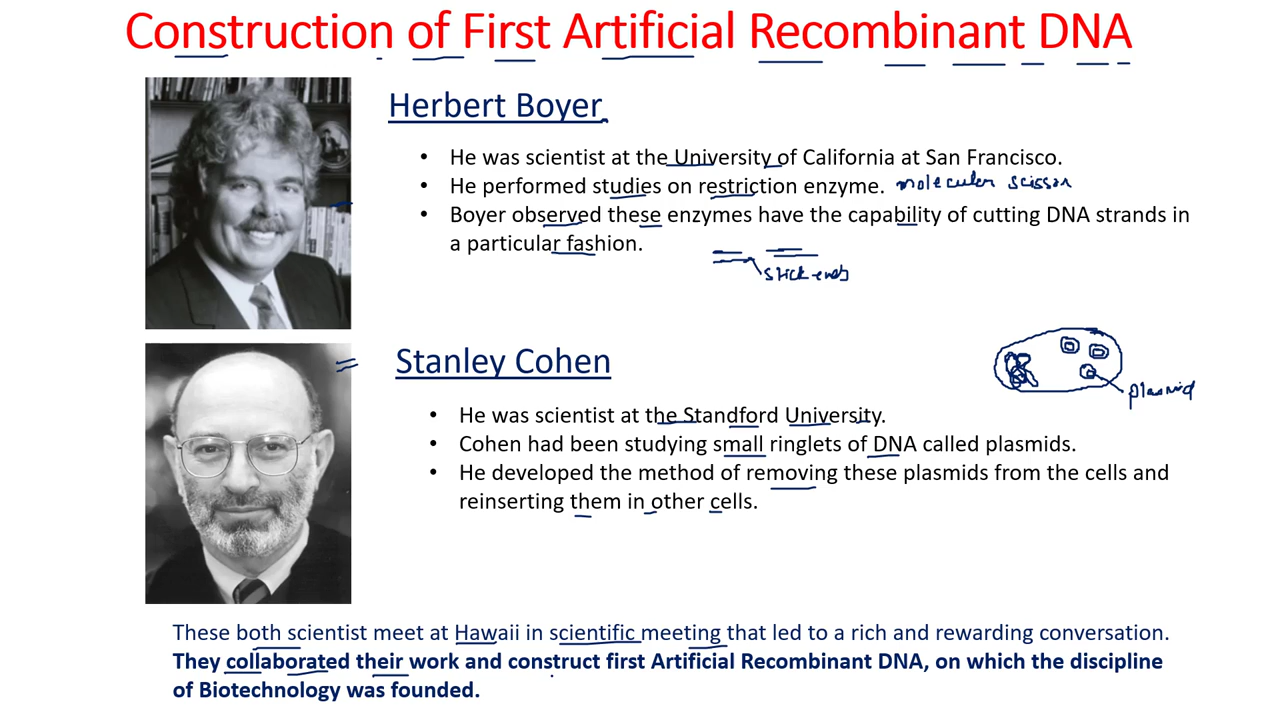 Construction of First Artificial Recombinant DNA
Herbert Boyer
• He was scientist at the University of California at San Francisco.
• He performed studies on restriction enzyme. molecular scissor
• Boyer observed these enzymes have the capability of cutting DNA strands in
a particular fashion.
stick ends
Stanley Cohen
plasmid
• He was scientist at the Standford University.
• Cohen had been studying small ringlets of DNA called plasmids.
• He developed the method of removing these plasmids from the cells and
reinserting them in other cells.
These both scientist meet at Hawaii in scientific meeting that led to a rich and rewarding conversation.
They collaborated their work and construct first Artificial Recombinant DNA, on which the discipline
of Biotechnology was founded.